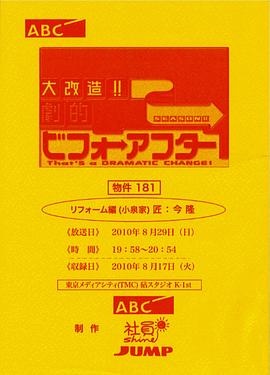 ABC
大改造!!
劇的
SEASON II
ビフォーアフター
That's a DRAMATIC CHANGE!
物件 181
リフォーム編 (小泉家) 匠：今 隆
《放送日》 2010年 8月29日（日）
《時　間》 19：58～20：54
《収録日》 2010年 8月17日（火）
東京メディアシティ(TMC) 砧スタジオ K-1st
ABC
制 作
社員
shine
JUMP